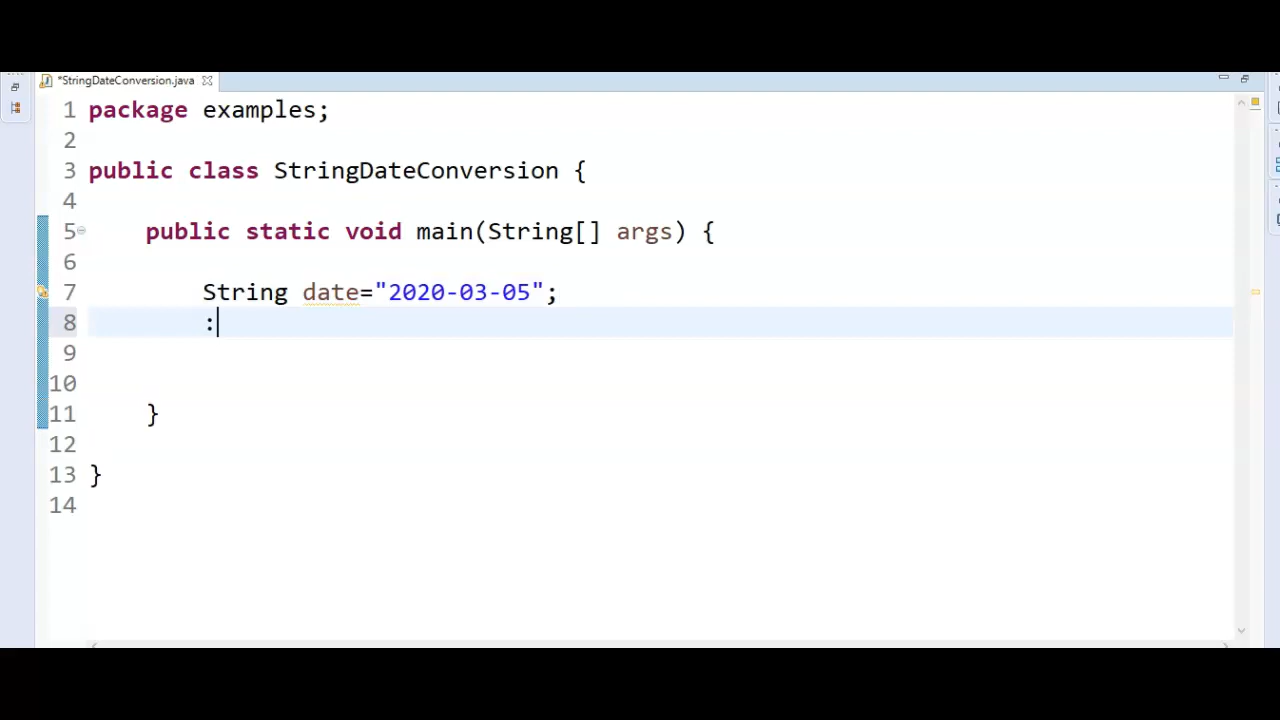 *StringDateConversion.java
1 package examples;
2
3 public class StringDateConversion {
4
5 public static void main(String[] args) {
6
7 String date="2020-03-05";
8 :
9
10
11 }
12
13 }
14